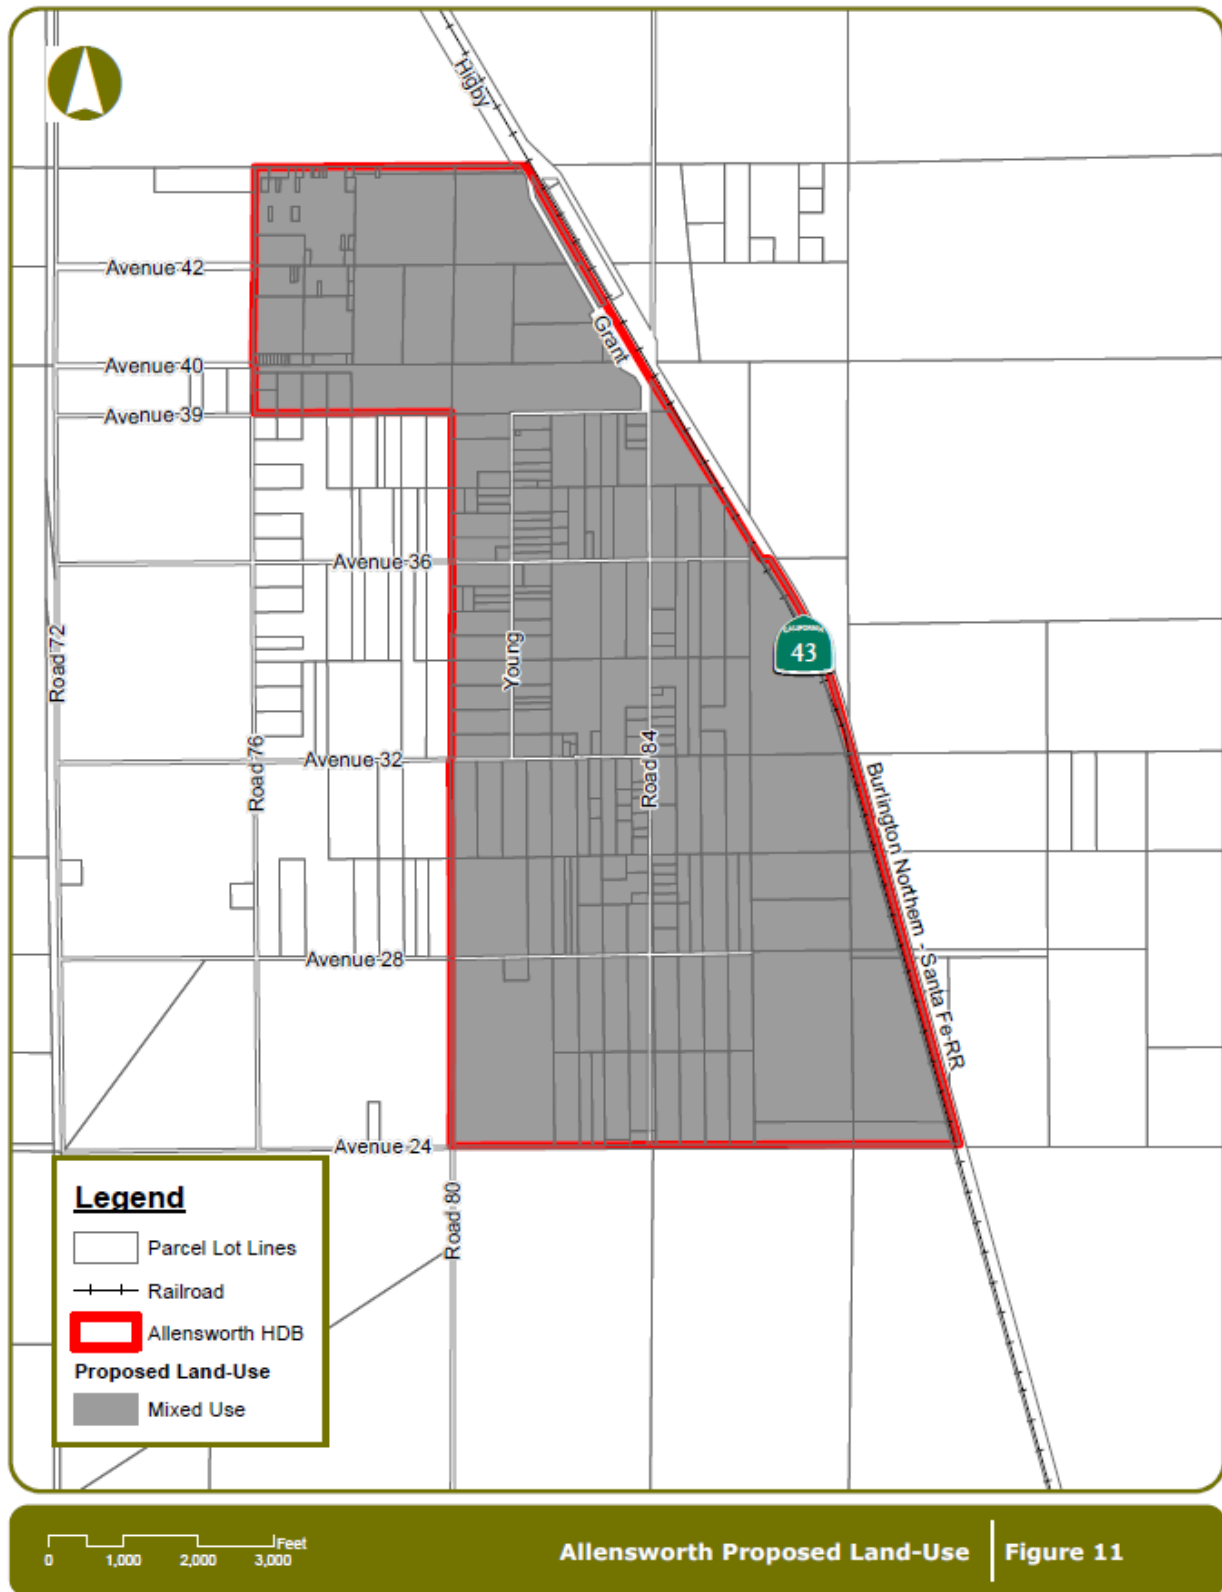 Higby
Avenue 42
Grant
Avenue 40
Avenue 39
Avenue 36
CALIFORNIA
43
Road 72
Young
Road 76
Avenue 32
Road 84
Burlington Northern - Santa Fe RR
Avenue 28
Avenue 24
Road 80
Legend
Parcel Lot Lines
Railroad
Allensworth HDB
Proposed Land-Use
Mixed Use
Feet
0 1,000 2,000 3,000
Allensworth Proposed Land-Use Figure 11